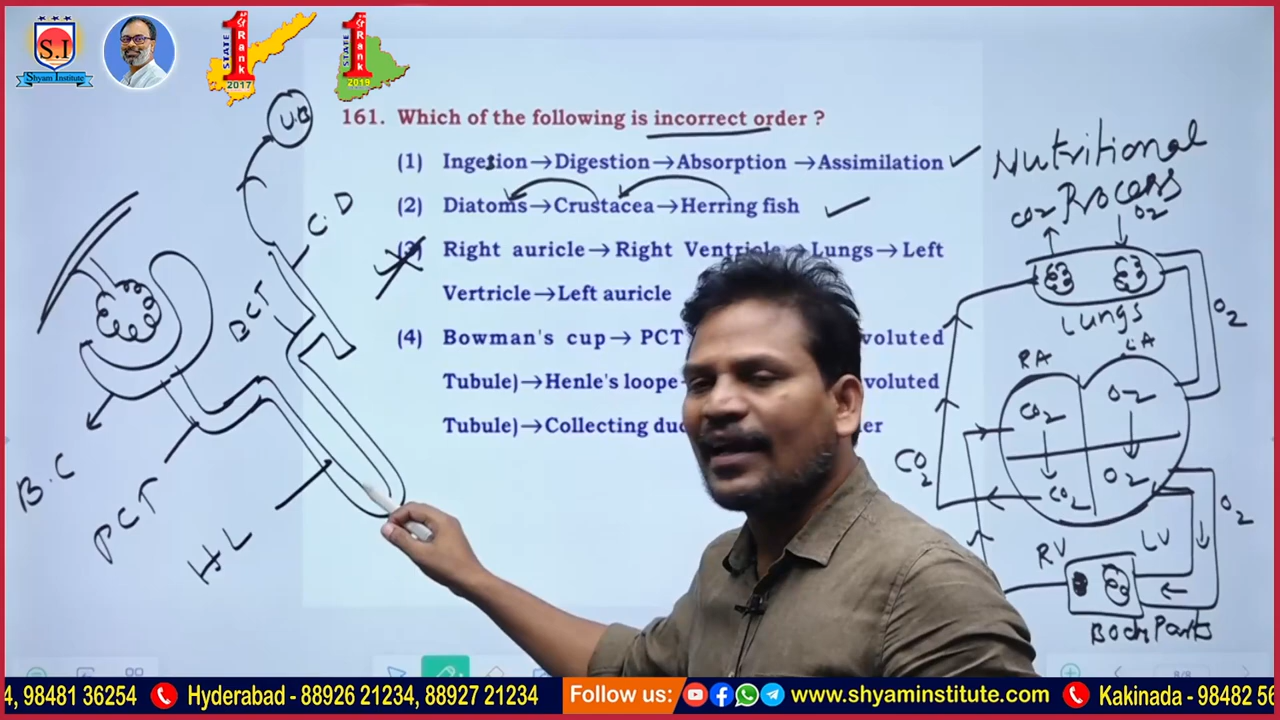 S.I
Shyam Institute
STATE 1st Rank
2017
STATE 1st Rank
2019
161. Which of the following is incorrect order ?
(1) Ingesion→Digestion→Absorption→Assimilation
(2) Diatoms→Crustacea→Herring fish
(3) Right auricle→Right Ventricle→Lungs→Left
Vertricle→Left auricle
(4) Bowman's cup→PCT voluted
Tubule)→Henle's loope voluted
Tubule)→Collecting duc er
U.B
C.D
DCT
B.C
PCT
HL
Nutritional
Process
CO2 O2
Lungs
O2
RA LA
CO2 O2
CO2 O2
CO2
O2
RV LV
Body Parts
4, 98481 36254 Hyderabad - 88926 21234, 88927 21234 Follow us: www.shyaminstitute.com Kakinada - 98482 56